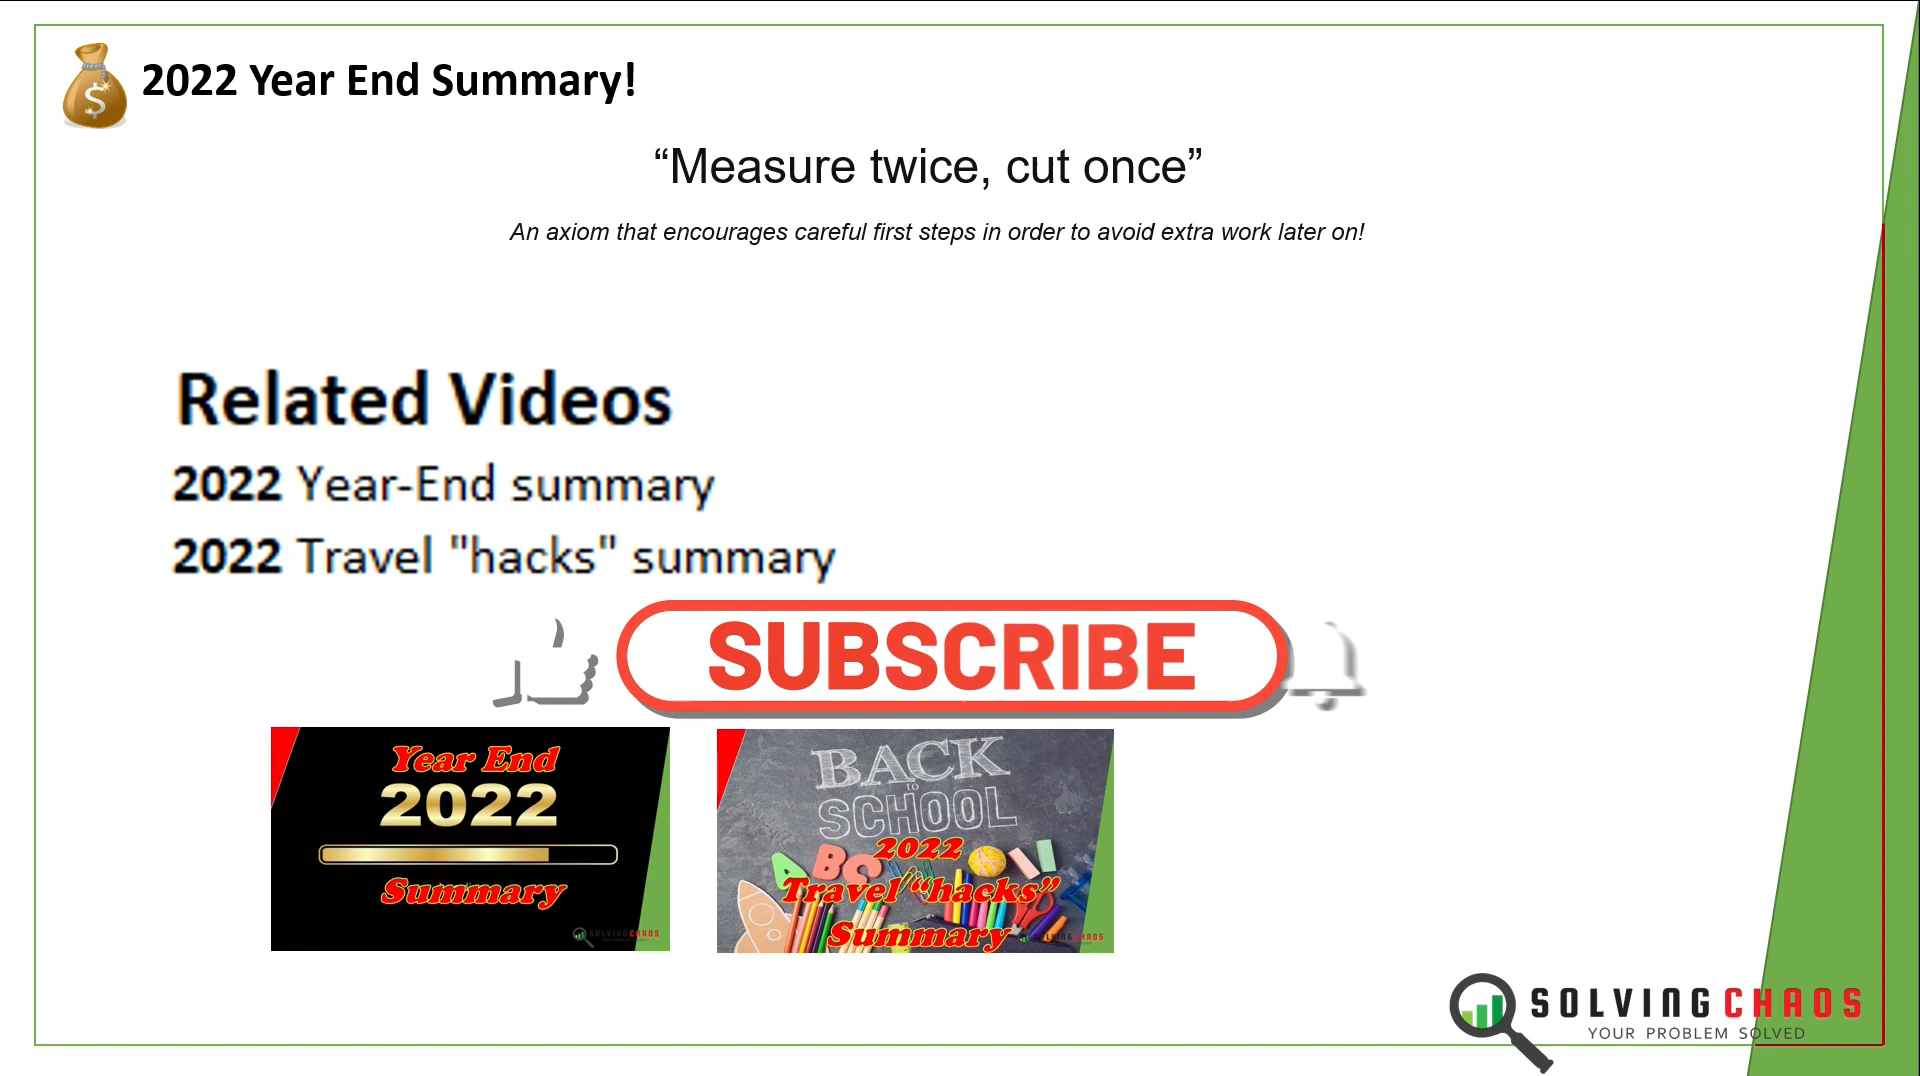 2022 Year End Summary!
“Measure twice, cut once”
An axiom that encourages careful first steps in order to avoid extra work later on!
Related Videos
2022 Year-End summary
2022 Travel "hacks" summary
SUBSCRIBE
Year End
2022
Summary
SOLVINGCHAOS
BACK
to
SCHOOL
2022
Travel “hacks”
Summary
SOLVINGCHAOS
YOUR PROBLEM SOLVED